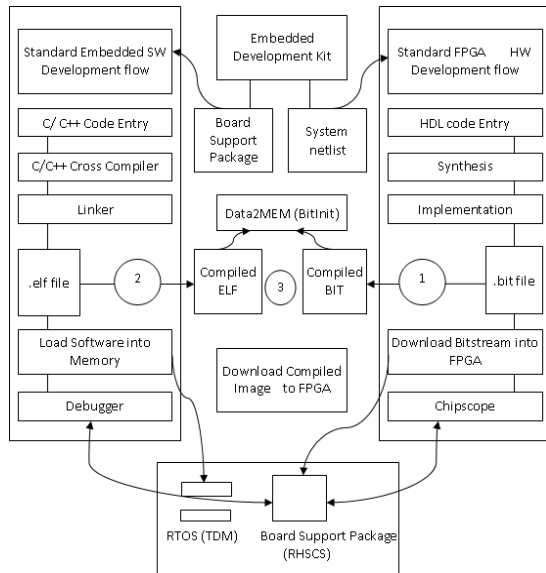 Standard Embedded SW
Development flow
C/ C++ Code Entry
C/C++ Cross Compiler
Linker
.elf file
Load Software into
Memory
Debugger
Embedded
Development Kit
Board
Support
Package
System
netlist
Data2MEM (BitInit)
Compiled
ELF
Compiled
BIT
2
3
1
Download Compiled
Image to FPGA
Standard FPGA HW
Development flow
HDL code Entry
Synthesis
Implementation
.bit file
Download Bitstream into
FPGA
Chipscope
RTOS (TDM)
Board Support Package
(RHSCS)